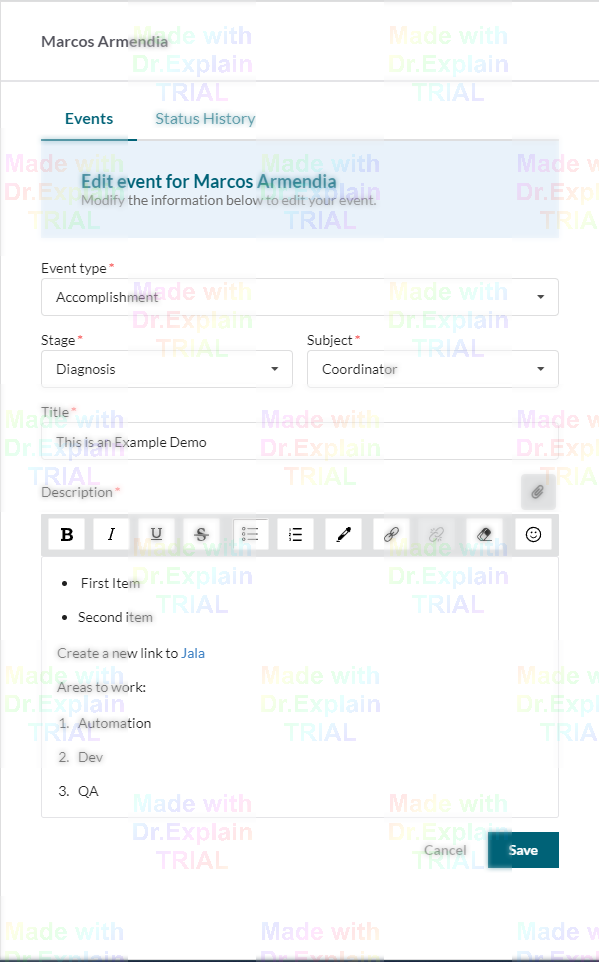 Marcos Armendia
Events Status History
Edit event for Marcos Armendia
Modify the information below to edit your event.
Event type *
Accomplishment
Stage * Subject *
Diagnosis Coordinator
Title *
This is an Example Demo
Description *
B I U S
• First Item
• Second item
Create a new link to Jala
Areas to work:
1. Automation
2. Dev
3. QA
Cancel Save
Made with Dr.Explain TRIAL